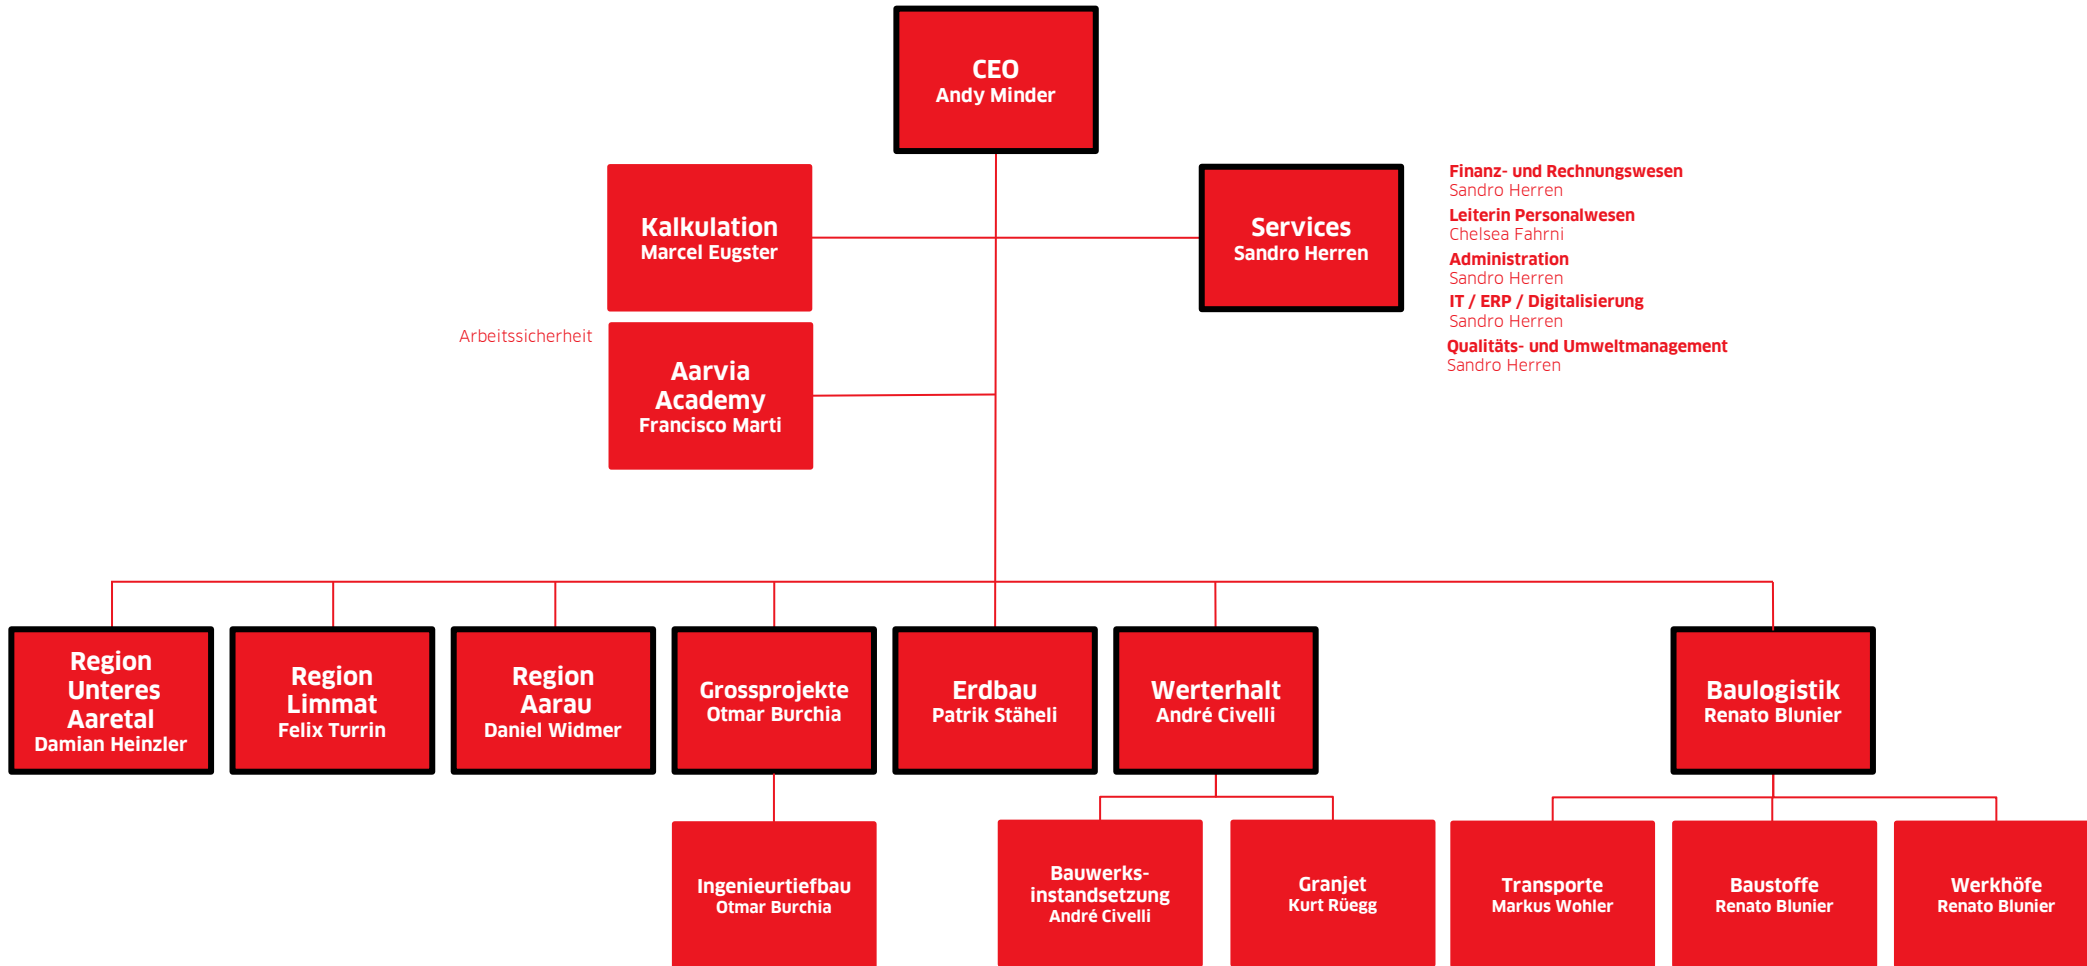 CEO
Andy Minder
Kalkulation
Marcel Eugster
Services
Sandro Herren
Finanz- und Rechnungswesen
Sandro Herren
Leiterin Personalwesen
Chelsea Fahrni
Administration
Sandro Herren
IT / ERP / Digitalisierung
Sandro Herren
Qualitäts- und Umweltmanagement
Sandro Herren
Arbeitssicherheit
Aarvia
Academy
Francisco Marti
Region
Unteres
Aaretal
Damian Heinzler
Region
Limmat
Felix Turrin
Region
Aarau
Daniel Widmer
Grossprojekte
Otmar Burchia
Erdbau
Patrik Stäheli
Werterhalt
André Civelli
Baulogistik
Renato Blunier
Ingenieurtiefbau
Otmar Burchia
Bauwerks-
instandsetzung
André Civelli
Granjet
Kurt Rüegg
Transporte
Markus Wohler
Baustoffe
Renato Blunier
Werkhöfe
Renato Blunier